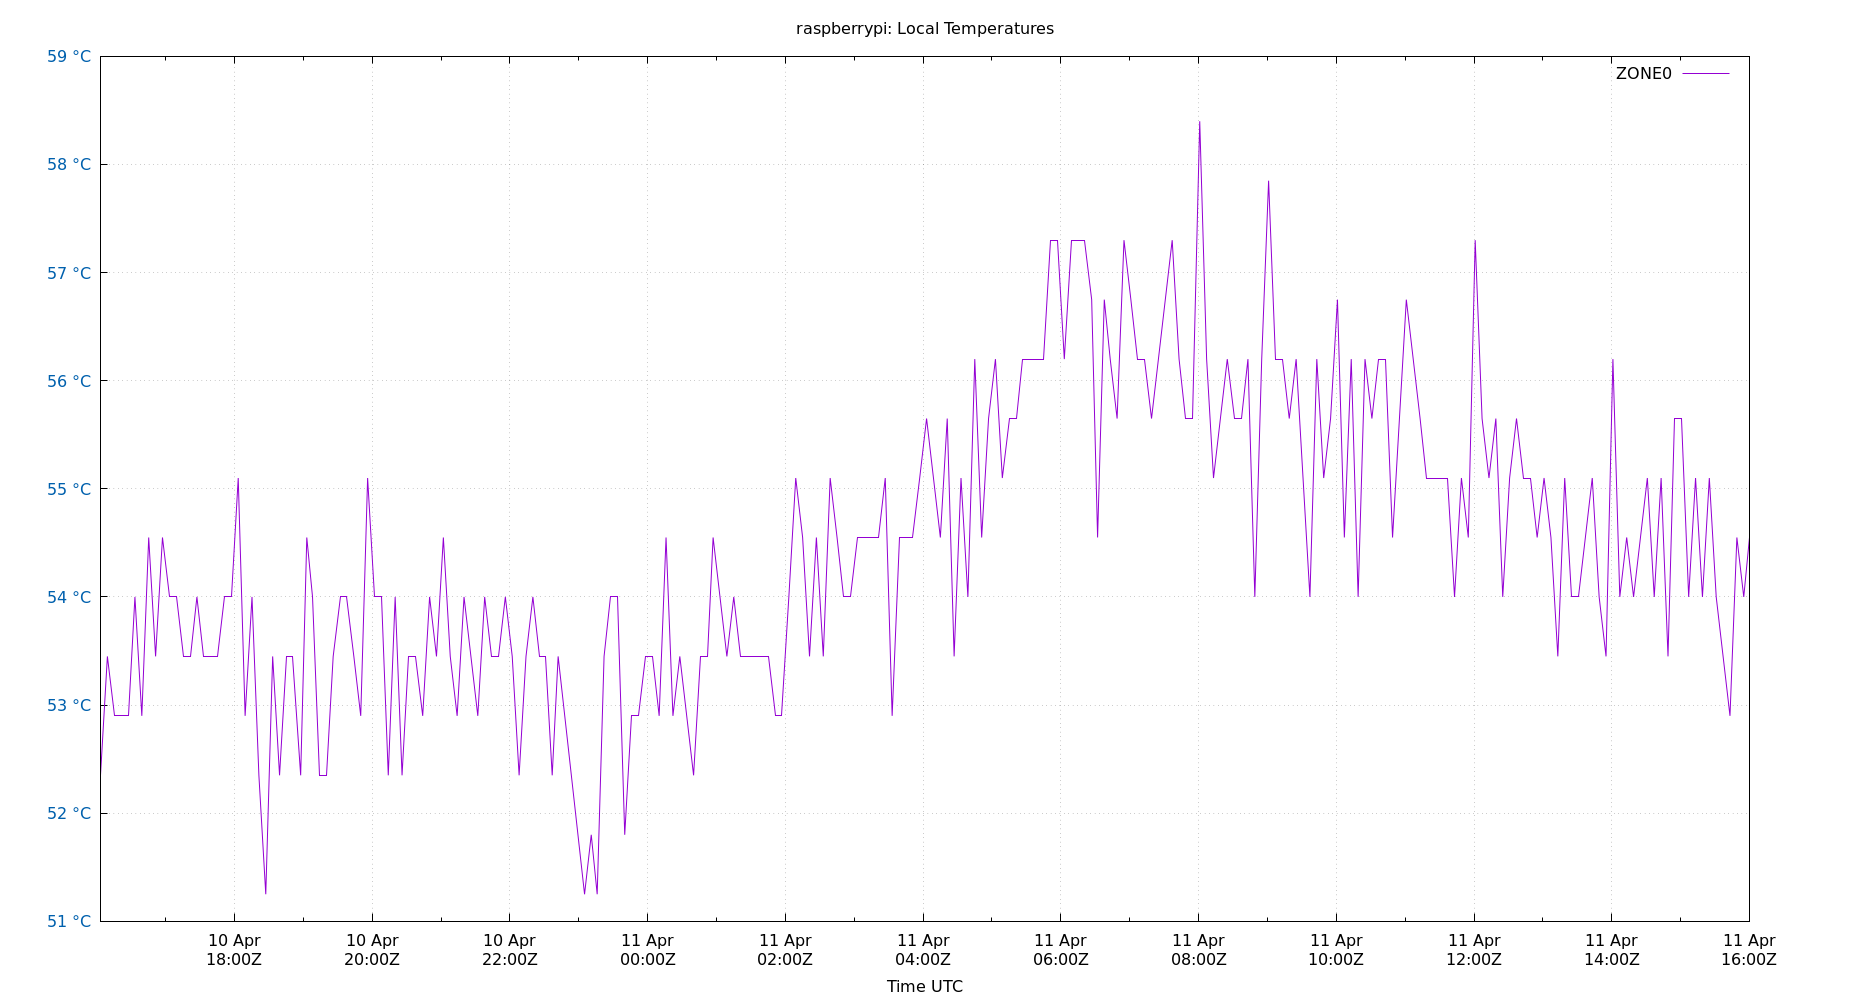 raspberrypi: Local Temperatures
ZONE0
59 °C
58 °C
57 °C
56 °C
55 °C
54 °C
53 °C
52 °C
51 °C
10 Apr
18:00Z
10 Apr
20:00Z
10 Apr
22:00Z
11 Apr
00:00Z
11 Apr
02:00Z
11 Apr
04:00Z
11 Apr
06:00Z
11 Apr
08:00Z
11 Apr
10:00Z
11 Apr
12:00Z
11 Apr
14:00Z
11 Apr
16:00Z
Time UTC